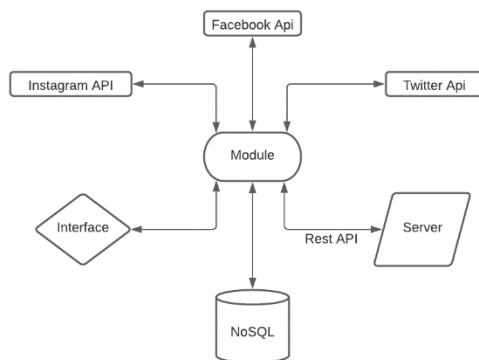 Facebook Api
Instagram API
Twitter Api
Module
Interface
Rest API
Server
NoSQL